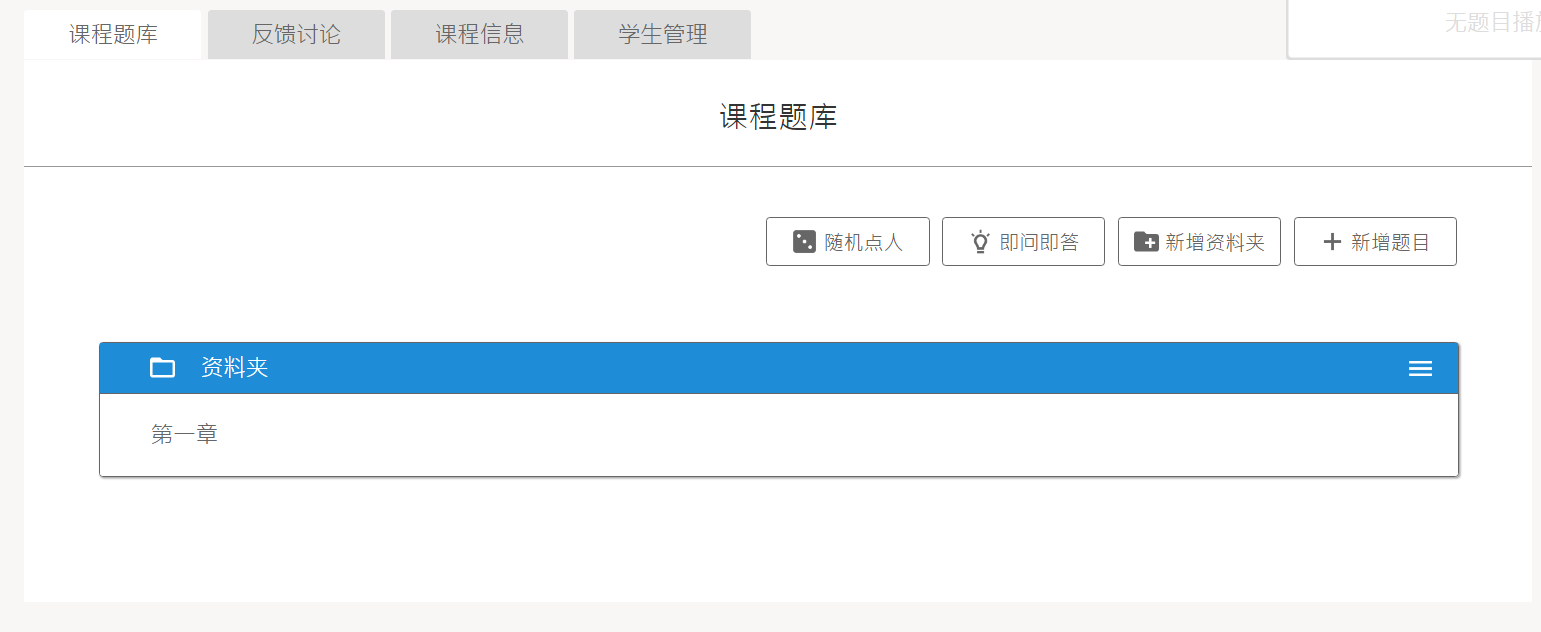 课程题库
反馈讨论
课程信息
学生管理
无题目播
课程题库
随机点人
即问即答
新增资料夹
新增题目
资料夹
第一章